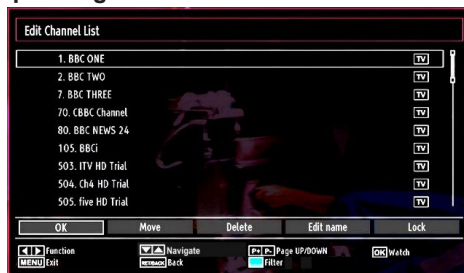 Edit Channel List
1. BBC ONE TV
2. BBC TWO TV
7. BBC THREE TV
70. CBBC Channel TV
80. BBC NEWS 24 TV
105. BBCi TV
503. ITV HD Trial TV
504. Ch4 HD Trial TV
505. five HD Trial TV
OK Move Delete Edit name Lock
Function Navigate P+ P- Page UP/DOWN OK Watch
MENU Exit RET/BACK Back Filter